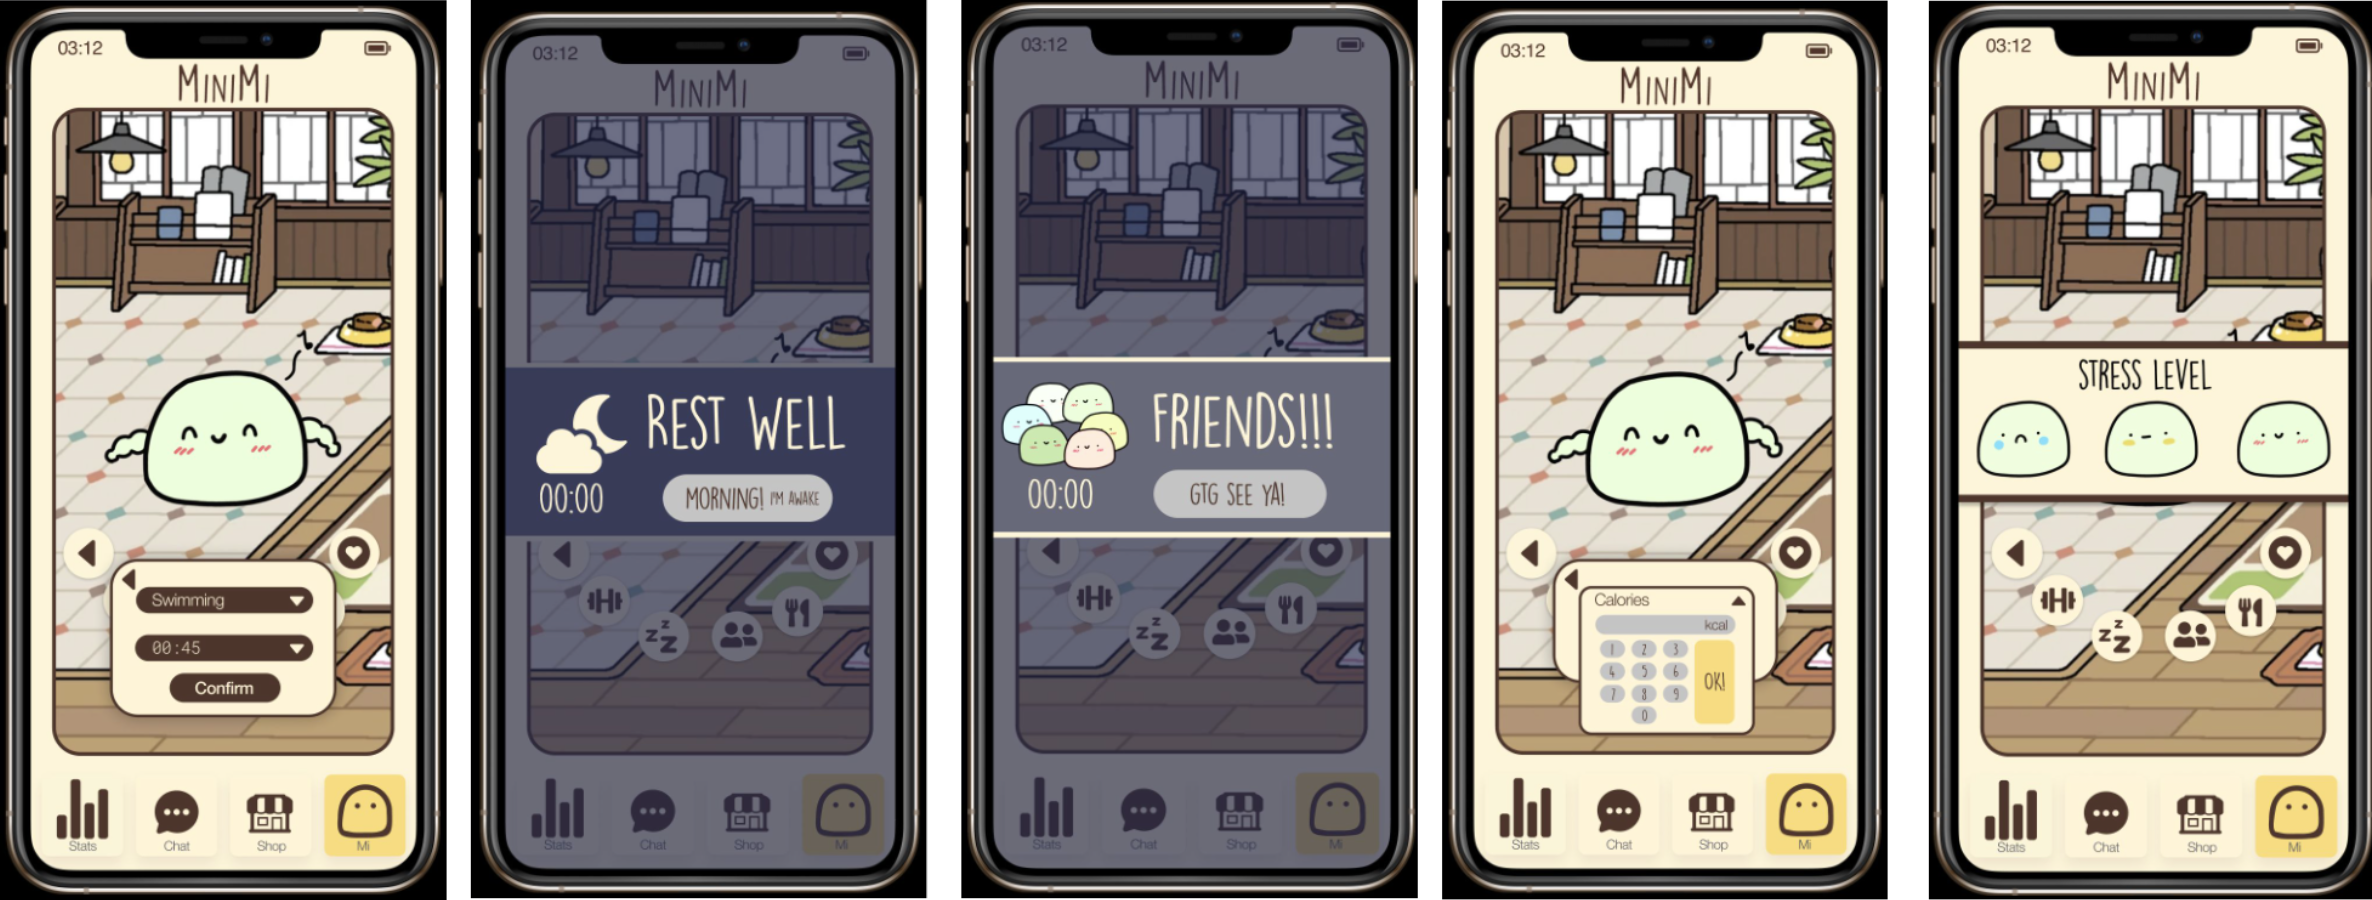 03:12
MINIMI
Swimming
00:45
Confirm
Stats
Chat
Shop
Mi
03:12
MINIMI
REST WELL
00:00
MORNING! I'M AWAKE
Stats
Chat
Shop
Mi
03:12
MINIMI
FRIENDS!!!
00:00
GTG SEE YA!
Stats
Chat
Shop
Mi
03:12
MINIMI
Calories
kcal
1 2 3
4 5 6
OK!
7 8 9
0
Stats
Chat
Shop
Mi
03:12
MINIMI
STRESS LEVEL
z z z
Stats
Chat
Shop
Mi